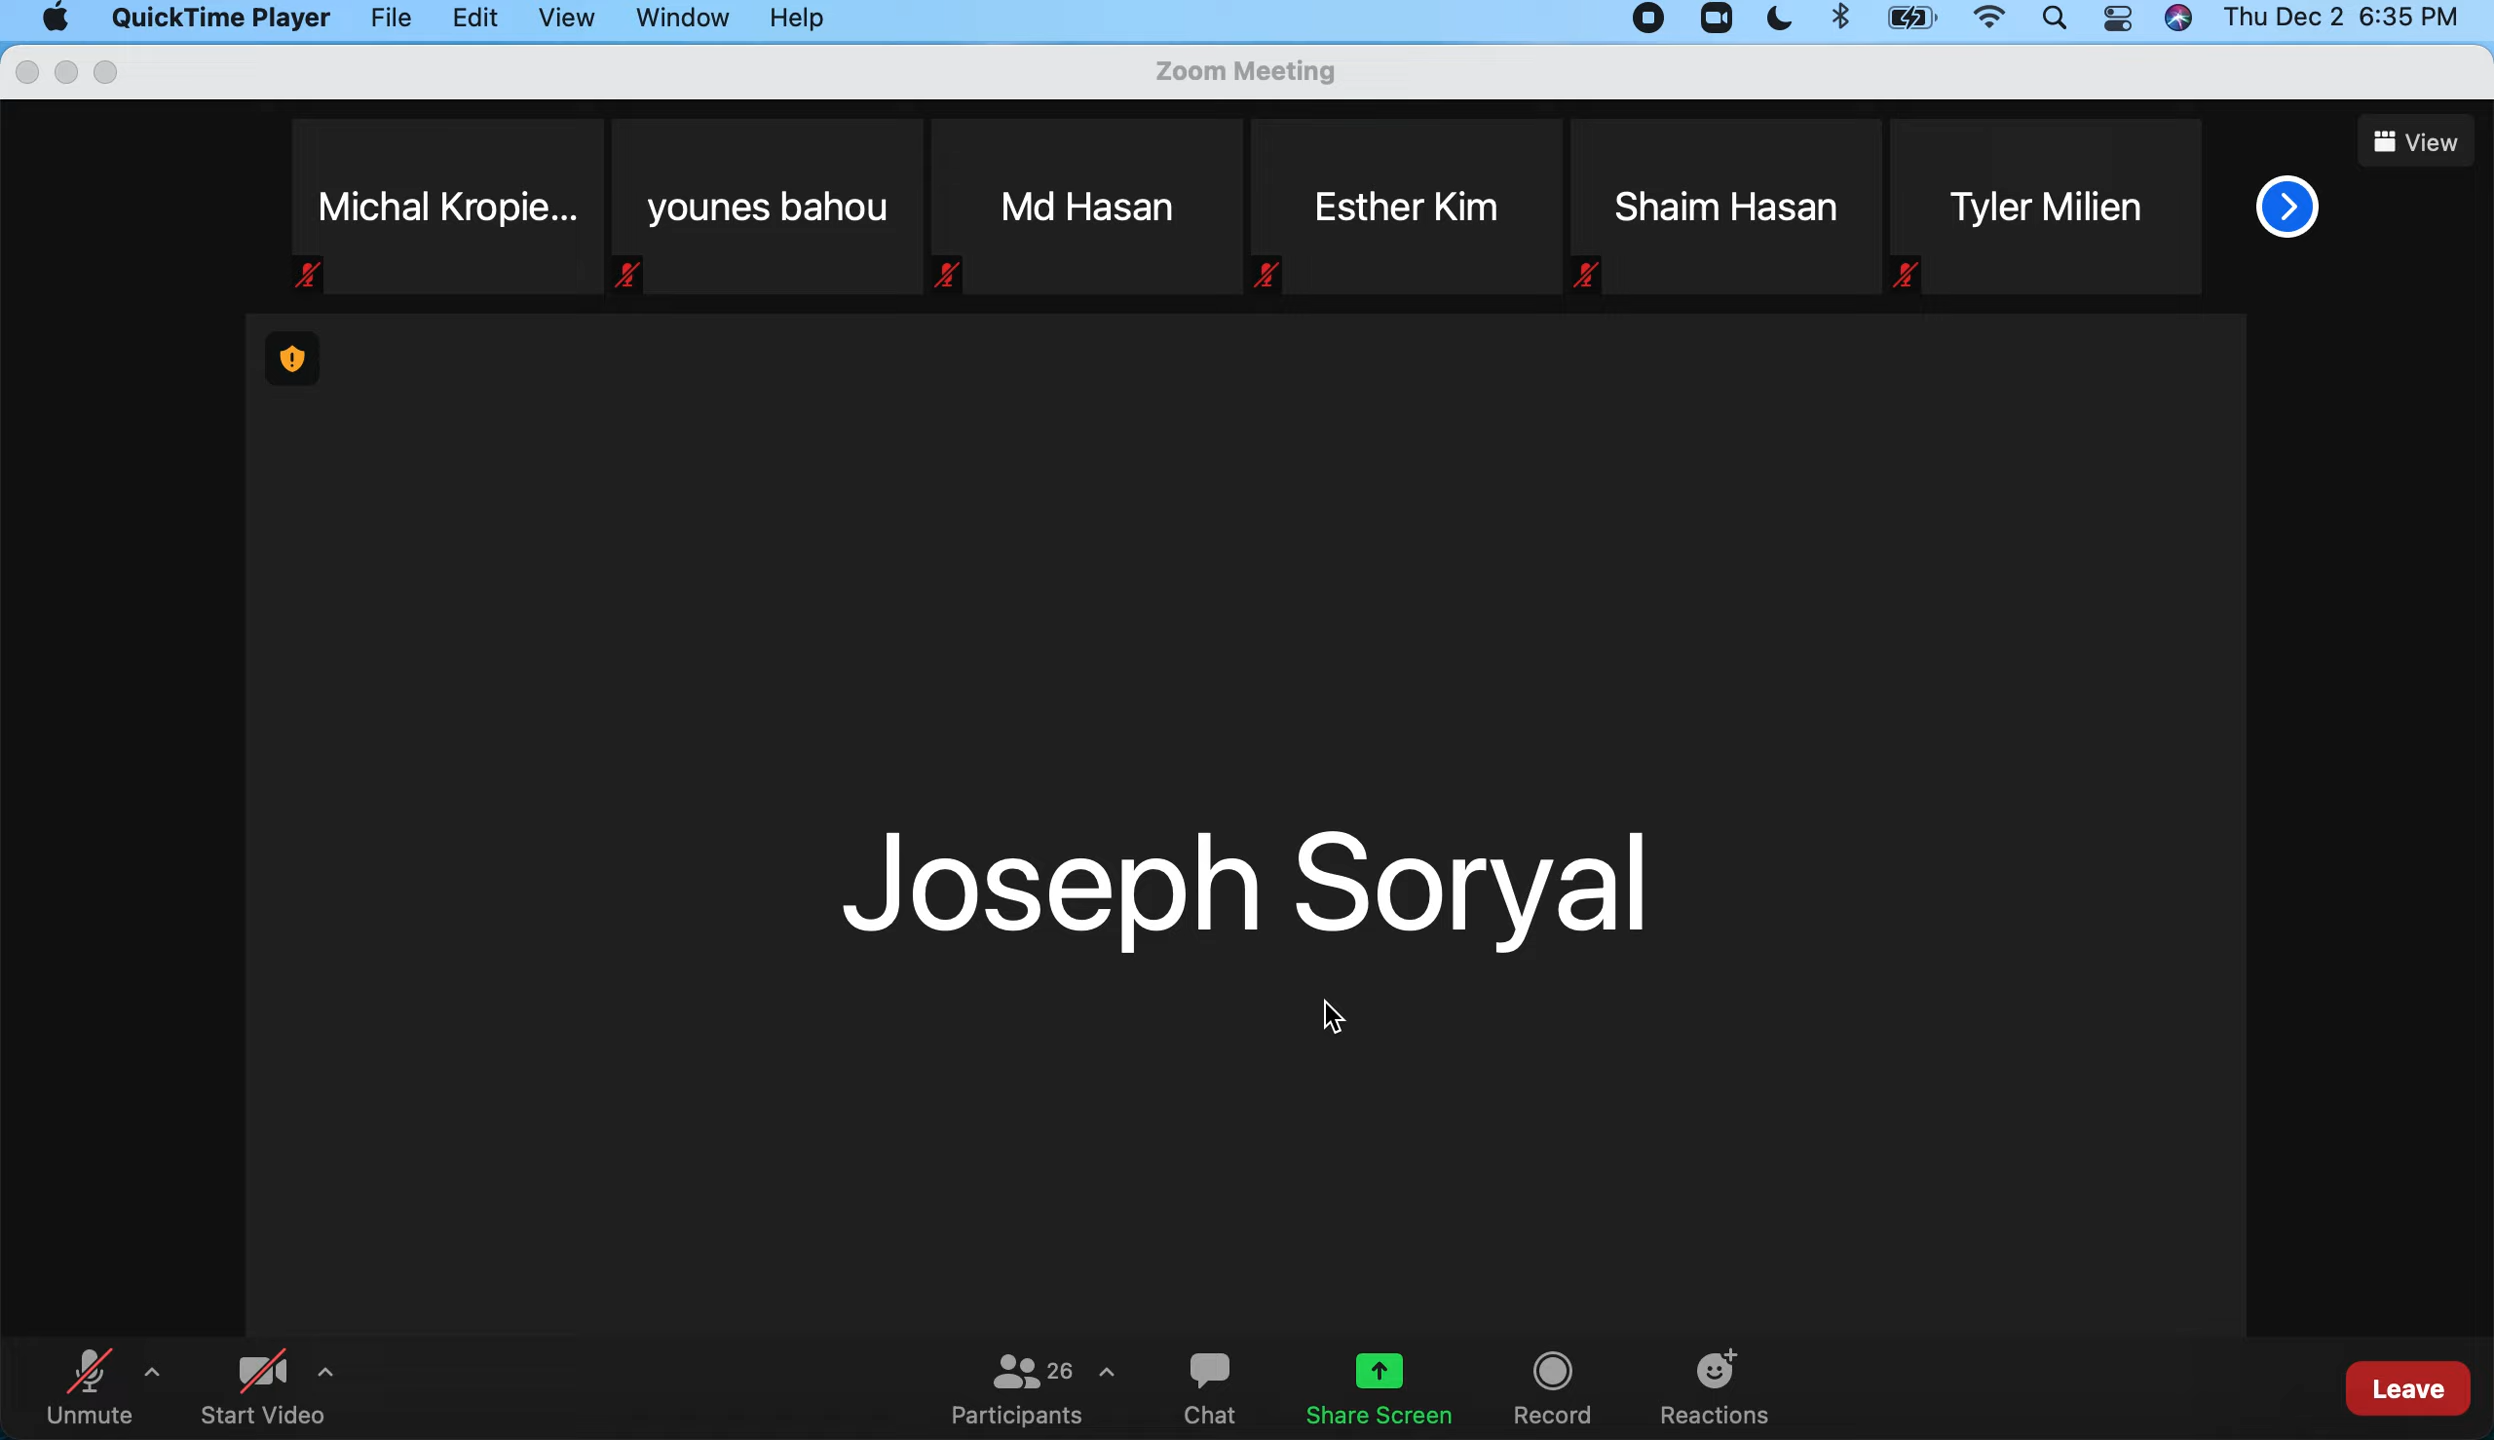 QuickTime Player File Edit View Window Help Thu Dec 2 6:35 PM
Zoom Meeting
View
Michal Kropie... younes bahou Md Hasan Esther Kim Shaim Hasan Tyler Milien
Joseph Soryal
26
Unmute Start Video Participants Chat Share Screen Record Reactions Leave